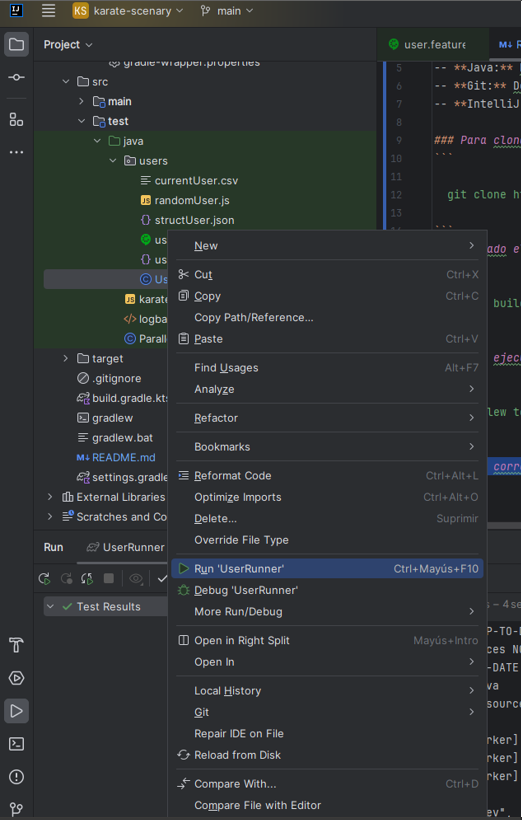 KS karate-scenary main
Project
user.feature
gradle-wrapper.properties
src
main
test
java
users
currentUser.csv
randomUser.js
structUser.json
us
us
Us
karate
logba
Parall
target
.gitignore
build.gradle.kts
gradlew
gradlew.bat
README.md
settings.gradle
External Libraries
Scratches and Co
5 -- **Java:**
6 -- **Git:** De
7 -- **IntelliJ
8
9 ### Para clon
10 ```
11
12 git clone ht
13
```
ado e
build
ejecu
lew te
corre
New
Cut Ctrl+X
Copy Ctrl+C
Copy Path/Reference...
Paste Ctrl+V
Find Usages Alt+F7
Analyze
Refactor
Bookmarks
Reformat Code Ctrl+Alt+L
Optimize Imports Ctrl+Alt+O
Delete... Suprimir
Override File Type
Run 'UserRunner' Ctrl+Mayús+F10
Debug 'UserRunner'
More Run/Debug
Open in Right Split Mayús+Intro
Open In
Local History
Git
Repair IDE on File
Reload from Disk
Compare With... Ctrl+D
Compare File with Editor
Run UserRunner
Test Results
s – 4 se
P-TO-D
ces NO
-DATE
va
source
rker]
rker]
rker]
ev",